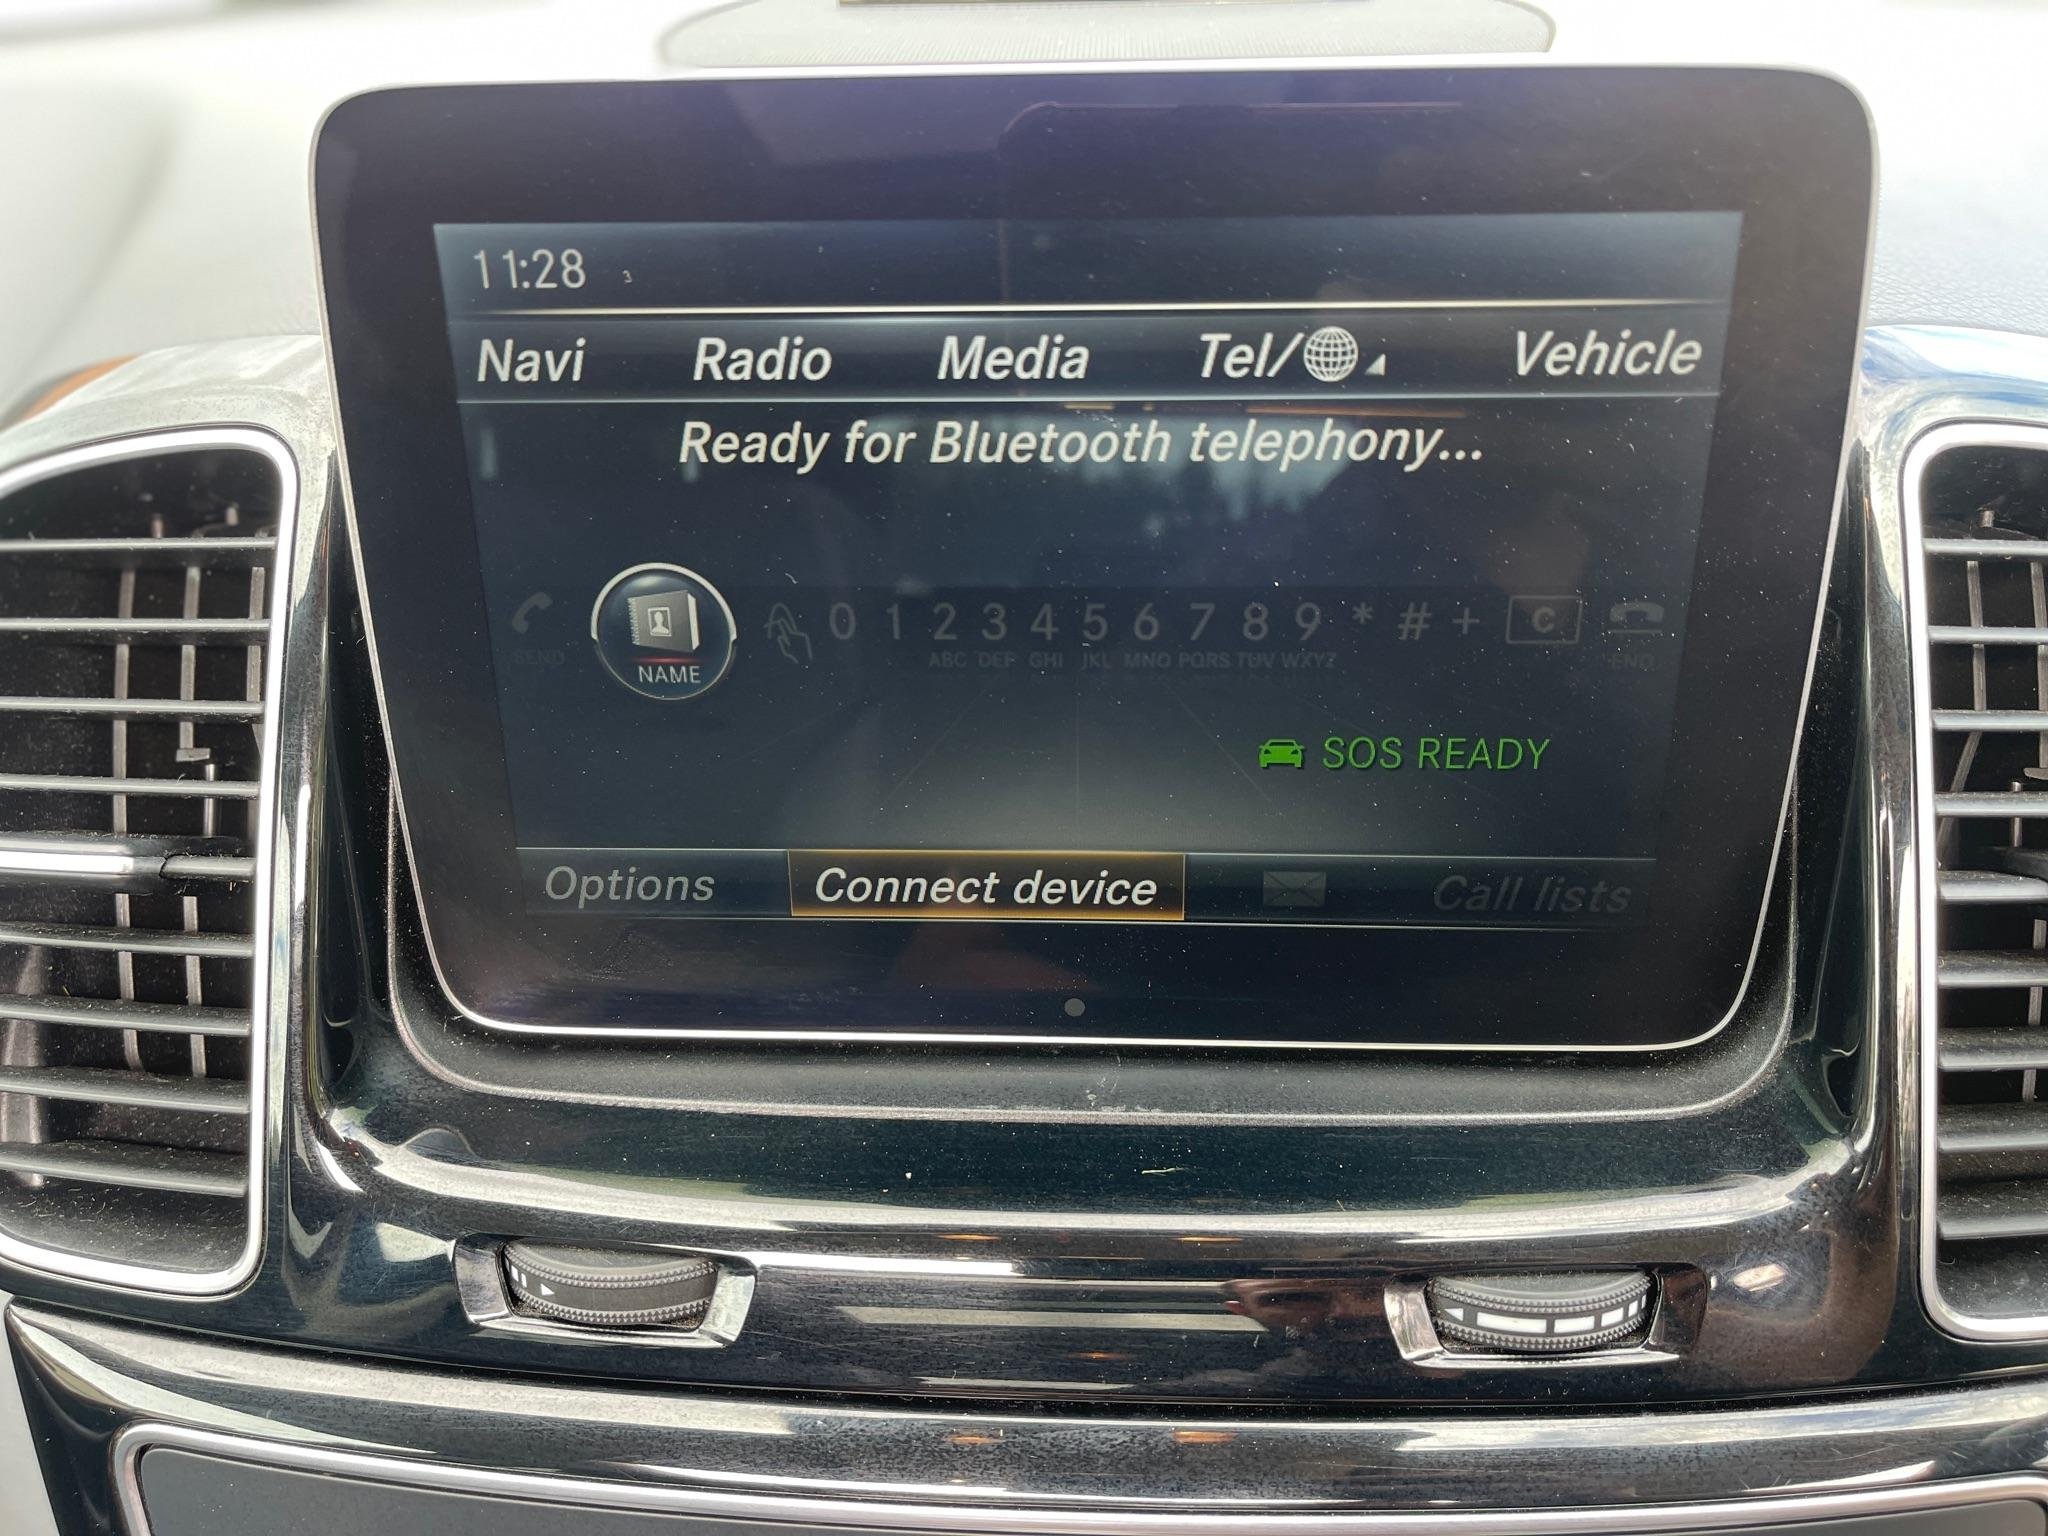 11:28 3
Navi Radio Media Tel/ Vehicle
Ready for Bluetooth telephony...
0 1 2 3 4 5 6 7 8 9 * # + C
SEND NAME ABC DEF GHI JKL MNO PQRS TUV WXYZ END
SOS READY
Options Connect device Call lists